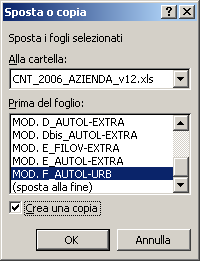 Sposta o copia
Sposta i fogli selezionati
Alla cartella:
CNT_2006_AZIENDA_v12.xls
Prima del foglio:
MOD. D_AUTOL-EXTRA
MOD. Dbis_AUTOL-EXTRA
MOD. E_FILOV-EXTRA
MOD. E_AUTOL-EXTRA
MOD. F_AUTOL-URB
(sposta alla fine)
Crea una copia
OK
Annulla